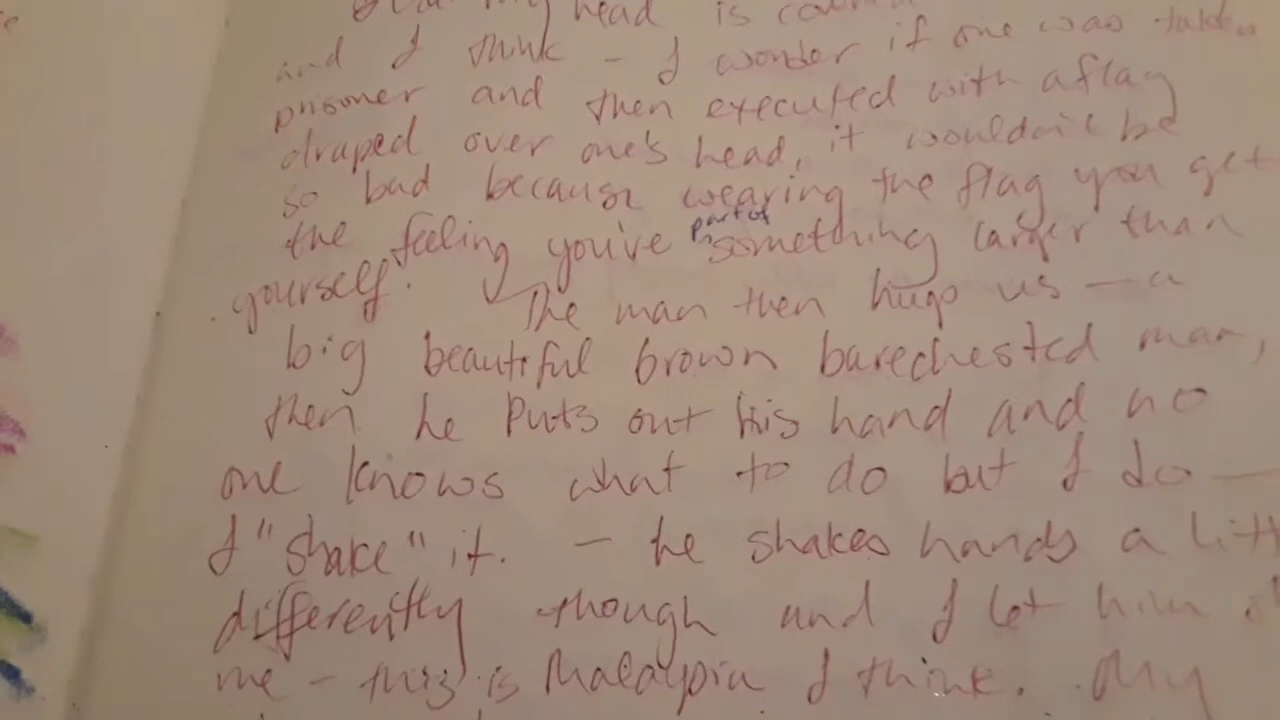 my head is
and I think - I wonder if one was taken
prisoner and then executed with a flag
draped over one's head, it wouldn't be
so bad because wearing the flag you get
part of
the feeling you've something larger than
yourself. The man then hugs us — a
big beautiful brown barechested man,
then he puts out his hand and no
one knows what to do but I do —
I "shake" it. — he shakes hands a litt
differently though and I let him
me - this is Malaysia I think. My